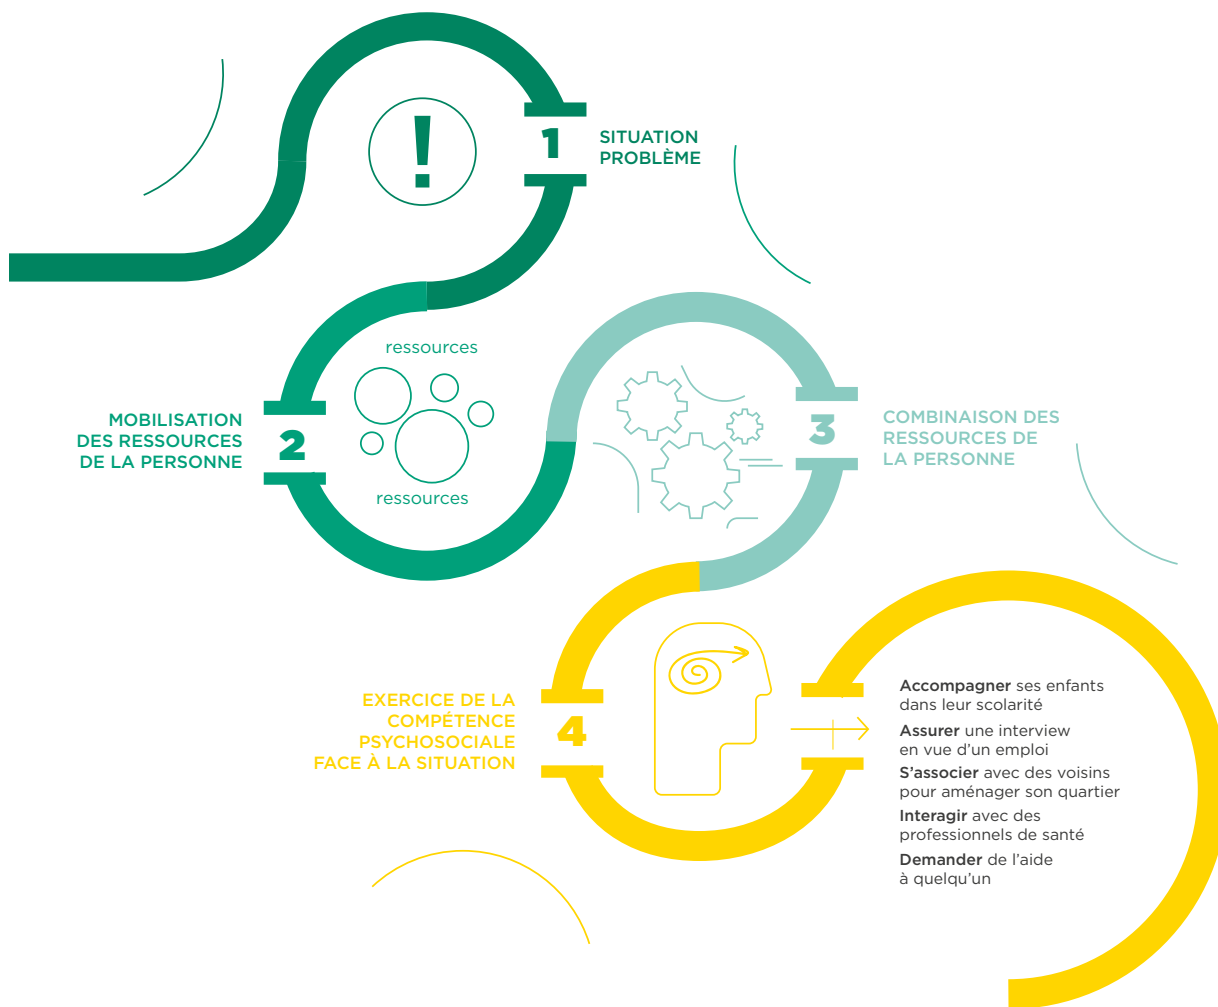 !
1
SITUATION
PROBLÈME
ressources
MOBILISATION
DES RESSOURCES
DE LA PERSONNE
2
ressources
3
COMBINAISON DES
RESSOURCES DE
LA PERSONNE
EXERCICE DE LA
COMPÉTENCE
PSYCHOSOCIALE
FACE À LA SITUATION
4
Accompagner ses enfants
dans leur scolarité
Assurer une interview
en vue d'un emploi
S'associer avec des voisins
pour aménager son quartier
Interagir avec des
professionnels de santé
Demander de l'aide
à quelqu'un